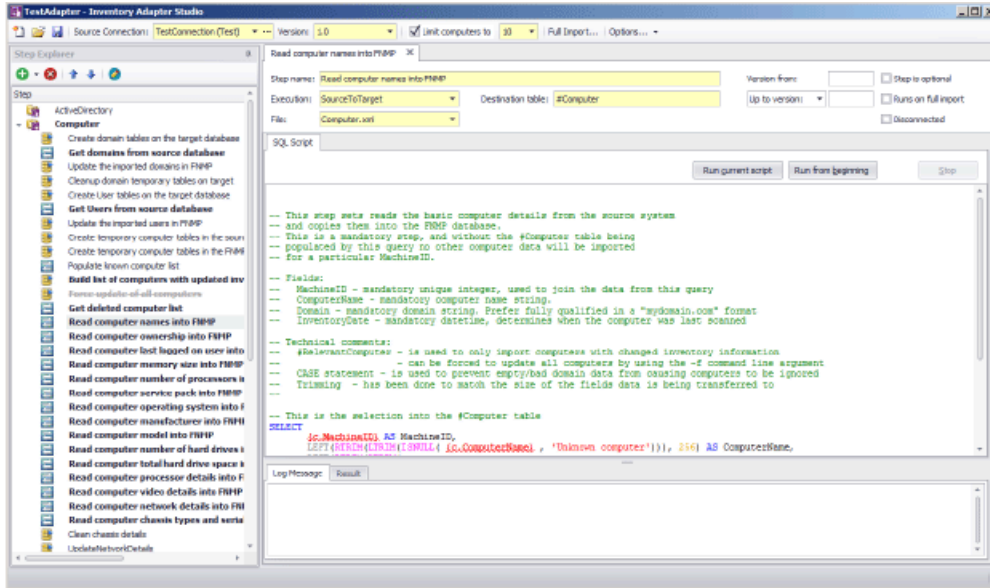 TestAdapter - Inventory Adapter Studio
Source Connection: TestConnection (Test) Version: 1.0 Limit computers to 10 Full Import... Options...
Step Explorer
Step
ActiveDirectory
Computer
Create domain tables on the target database
Get domains from source database
Update the imported domains in FNMP
Cleanup domain temporary tables on target
Create User tables on the target database
Get Users from source database
Update the imported users in FNMP
Create temporary computer tables in the sour
Create temporary computer tables in the FNMP
Populate known computer list
Build list of computers with updated inv
Force update of all computers
Get deleted computer list
Read computer names into FNMP
Read computer ownership into FNMP
Read computer last logged on user into
Read computer memory size into FNMP
Read computer number of processors i
Read computer service pack into FNMP
Read computer operating system into F
Read computer manufacturer into FNMI
Read computer model into FNMP
Read computer number of hard drives i
Read computer total hard drive space i
Read computer processor details into F
Read computer video details into FNMP
Read computer network details into FNI
Read computer chassis types and seria
Clean chassis details
UpdateNetworkDetails
Read computer names into FNMP
Step name: Read computer names into FNMP Version from: Step is optional
Execution: SourceToTarget Destination table: #Computer Up to version: Runs on full import
File: Computer.xml Disconnected
SQL Script
Run current script Run from beginning Stop
-- This step sets reads the basic computer details from the source system
-- and copies them into the FNMP database.
-- This is a mandatory step, and without the #Computer table being
-- populated by this query no other computer data will be imported
-- for a particular MachineID.
-- Fields:
-- MachineID - mandatory unique integer, used to join the data from this query
-- ComputerName - mandatory computer name string.
-- Domain - mandatory domain string. Prefer fully qualified in a "mydomain.com" format
-- InventoryDate - mandatory datetime, determines when the computer was last scanned
-- Technical comments:
-- #RelevantComputer - is used to only import computers with changed inventory information
-- - can be forced to update all computers by using the -f command line argument
-- CASE statement - is used to prevent empty/bad domain data from causing computers to be ignored
-- Trimming - has been done to match the size of the fields data is being transferred to
--
-- This is the selection into the #Computer table
SELECT
(c.MachineID) AS MachineID,
LEFT(RTRIM(LTRIM(ISNULL( (c.ComputerName) , 'Unknown computer'))), 256) AS ComputerName,
Log Message Result